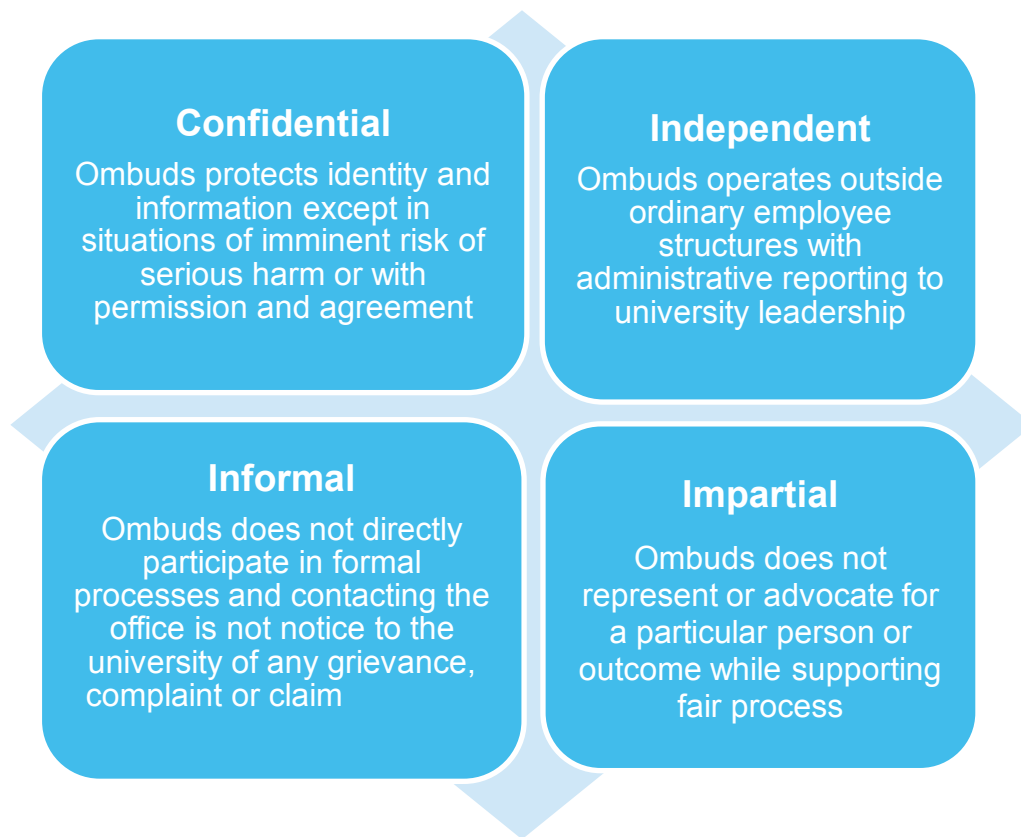 Confidential
Ombuds protects identity and
information except in
situations of imminent risk of
serious harm or with
permission and agreement
Independent
Ombuds operates outside
ordinary employee
structures with
administrative reporting to
university leadership
Informal
Ombuds does not directly
participate in formal
processes and contacting the
office is not notice to the
university of any grievance,
complaint or claim
Impartial
Ombuds does not
represent or advocate for
a particular person or
outcome while supporting
fair process